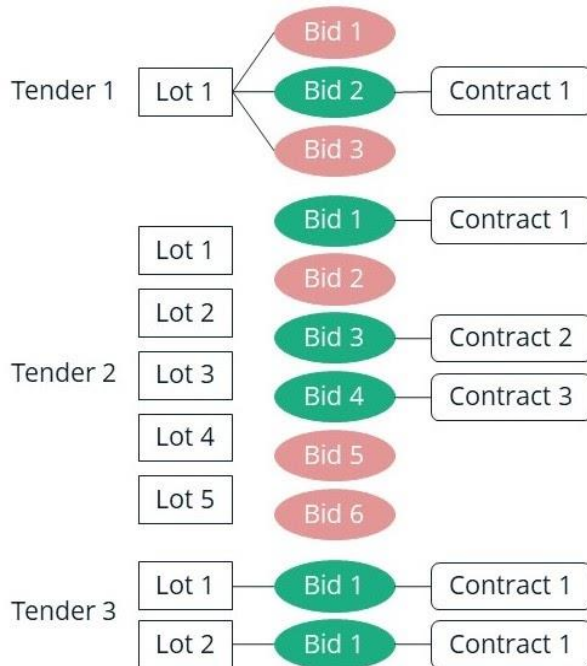 Bid 1
Tender 1 Lot 1 Bid 2 Contract 1
Bid 3
Bid 1 Contract 1
Lot 1
Bid 2
Lot 2
Bid 3 Contract 2
Tender 2 Lot 3
Bid 4 Contract 3
Lot 4
Bid 5
Lot 5
Bid 6
Lot 1 Bid 1 Contract 1
Tender 3
Lot 2 Bid 1 Contract 1